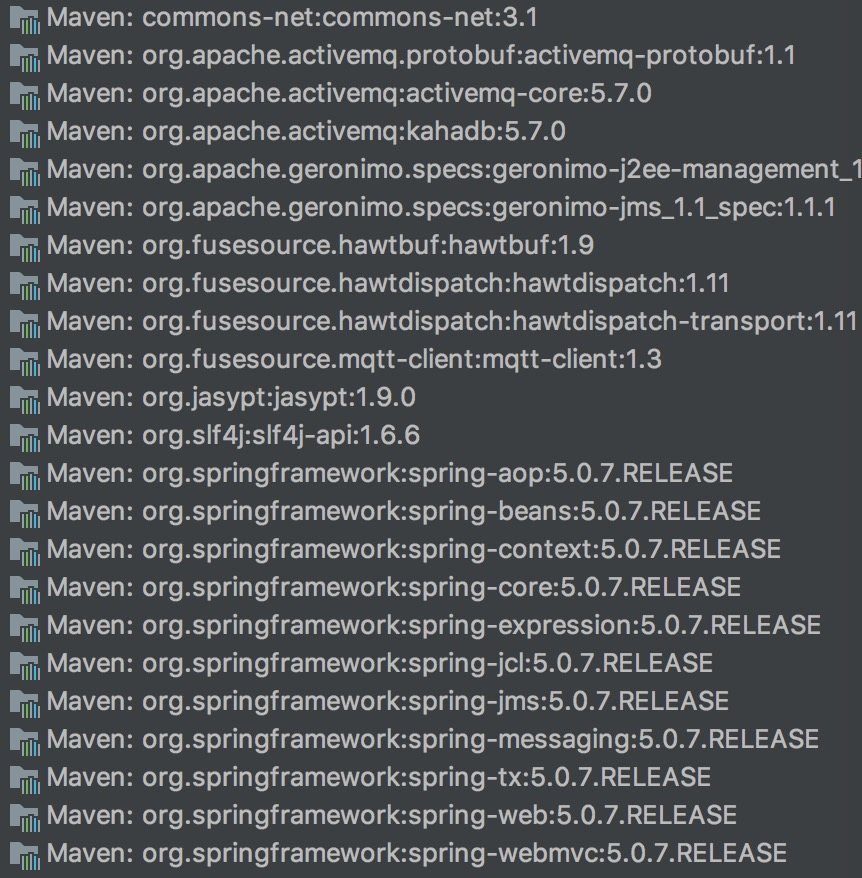 Maven: commons-net:commons-net:3.1
Maven: org.apache.activemq.protobuf:activemq-protobuf:1.1
Maven: org.apache.activemq:activemq-core:5.7.0
Maven: org.apache.activemq:kahadb:5.7.0
Maven: org.apache.geronimo.specs:geronimo-j2ee-management_1
Maven: org.apache.geronimo.specs:geronimo-jms_1.1_spec:1.1.1
Maven: org.fusesource.hawtbuf:hawtbuf:1.9
Maven: org.fusesource.hawtdispatch:hawtdispatch:1.11
Maven: org.fusesource.hawtdispatch:hawtdispatch-transport:1.11
Maven: org.fusesource.mqtt-client:mqtt-client:1.3
Maven: org.jasypt:jasypt:1.9.0
Maven: org.slf4j:slf4j-api:1.6.6
Maven: org.springframework:spring-aop:5.0.7.RELEASE
Maven: org.springframework:spring-beans:5.0.7.RELEASE
Maven: org.springframework:spring-context:5.0.7.RELEASE
Maven: org.springframework:spring-core:5.0.7.RELEASE
Maven: org.springframework:spring-expression:5.0.7.RELEASE
Maven: org.springframework:spring-jcl:5.0.7.RELEASE
Maven: org.springframework:spring-jms:5.0.7.RELEASE
Maven: org.springframework:spring-messaging:5.0.7.RELEASE
Maven: org.springframework:spring-tx:5.0.7.RELEASE
Maven: org.springframework:spring-web:5.0.7.RELEASE
Maven: org.springframework:spring-webmvc:5.0.7.RELEASE